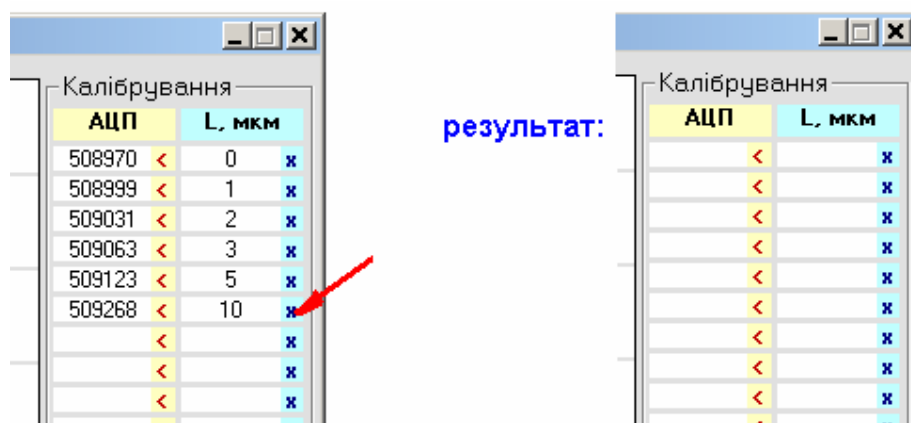 Калібрування
АЦП L, мкм
508970 < 0 x
508999 < 1 x
509031 < 2 x
509063 < 3 x
509123 < 5 x
509268 < 10 x
< x
< x
< x
результат:
Калібрування
АЦП L, мкм
< x
< x
< x
< x
< x
< x
< x
< x
< x